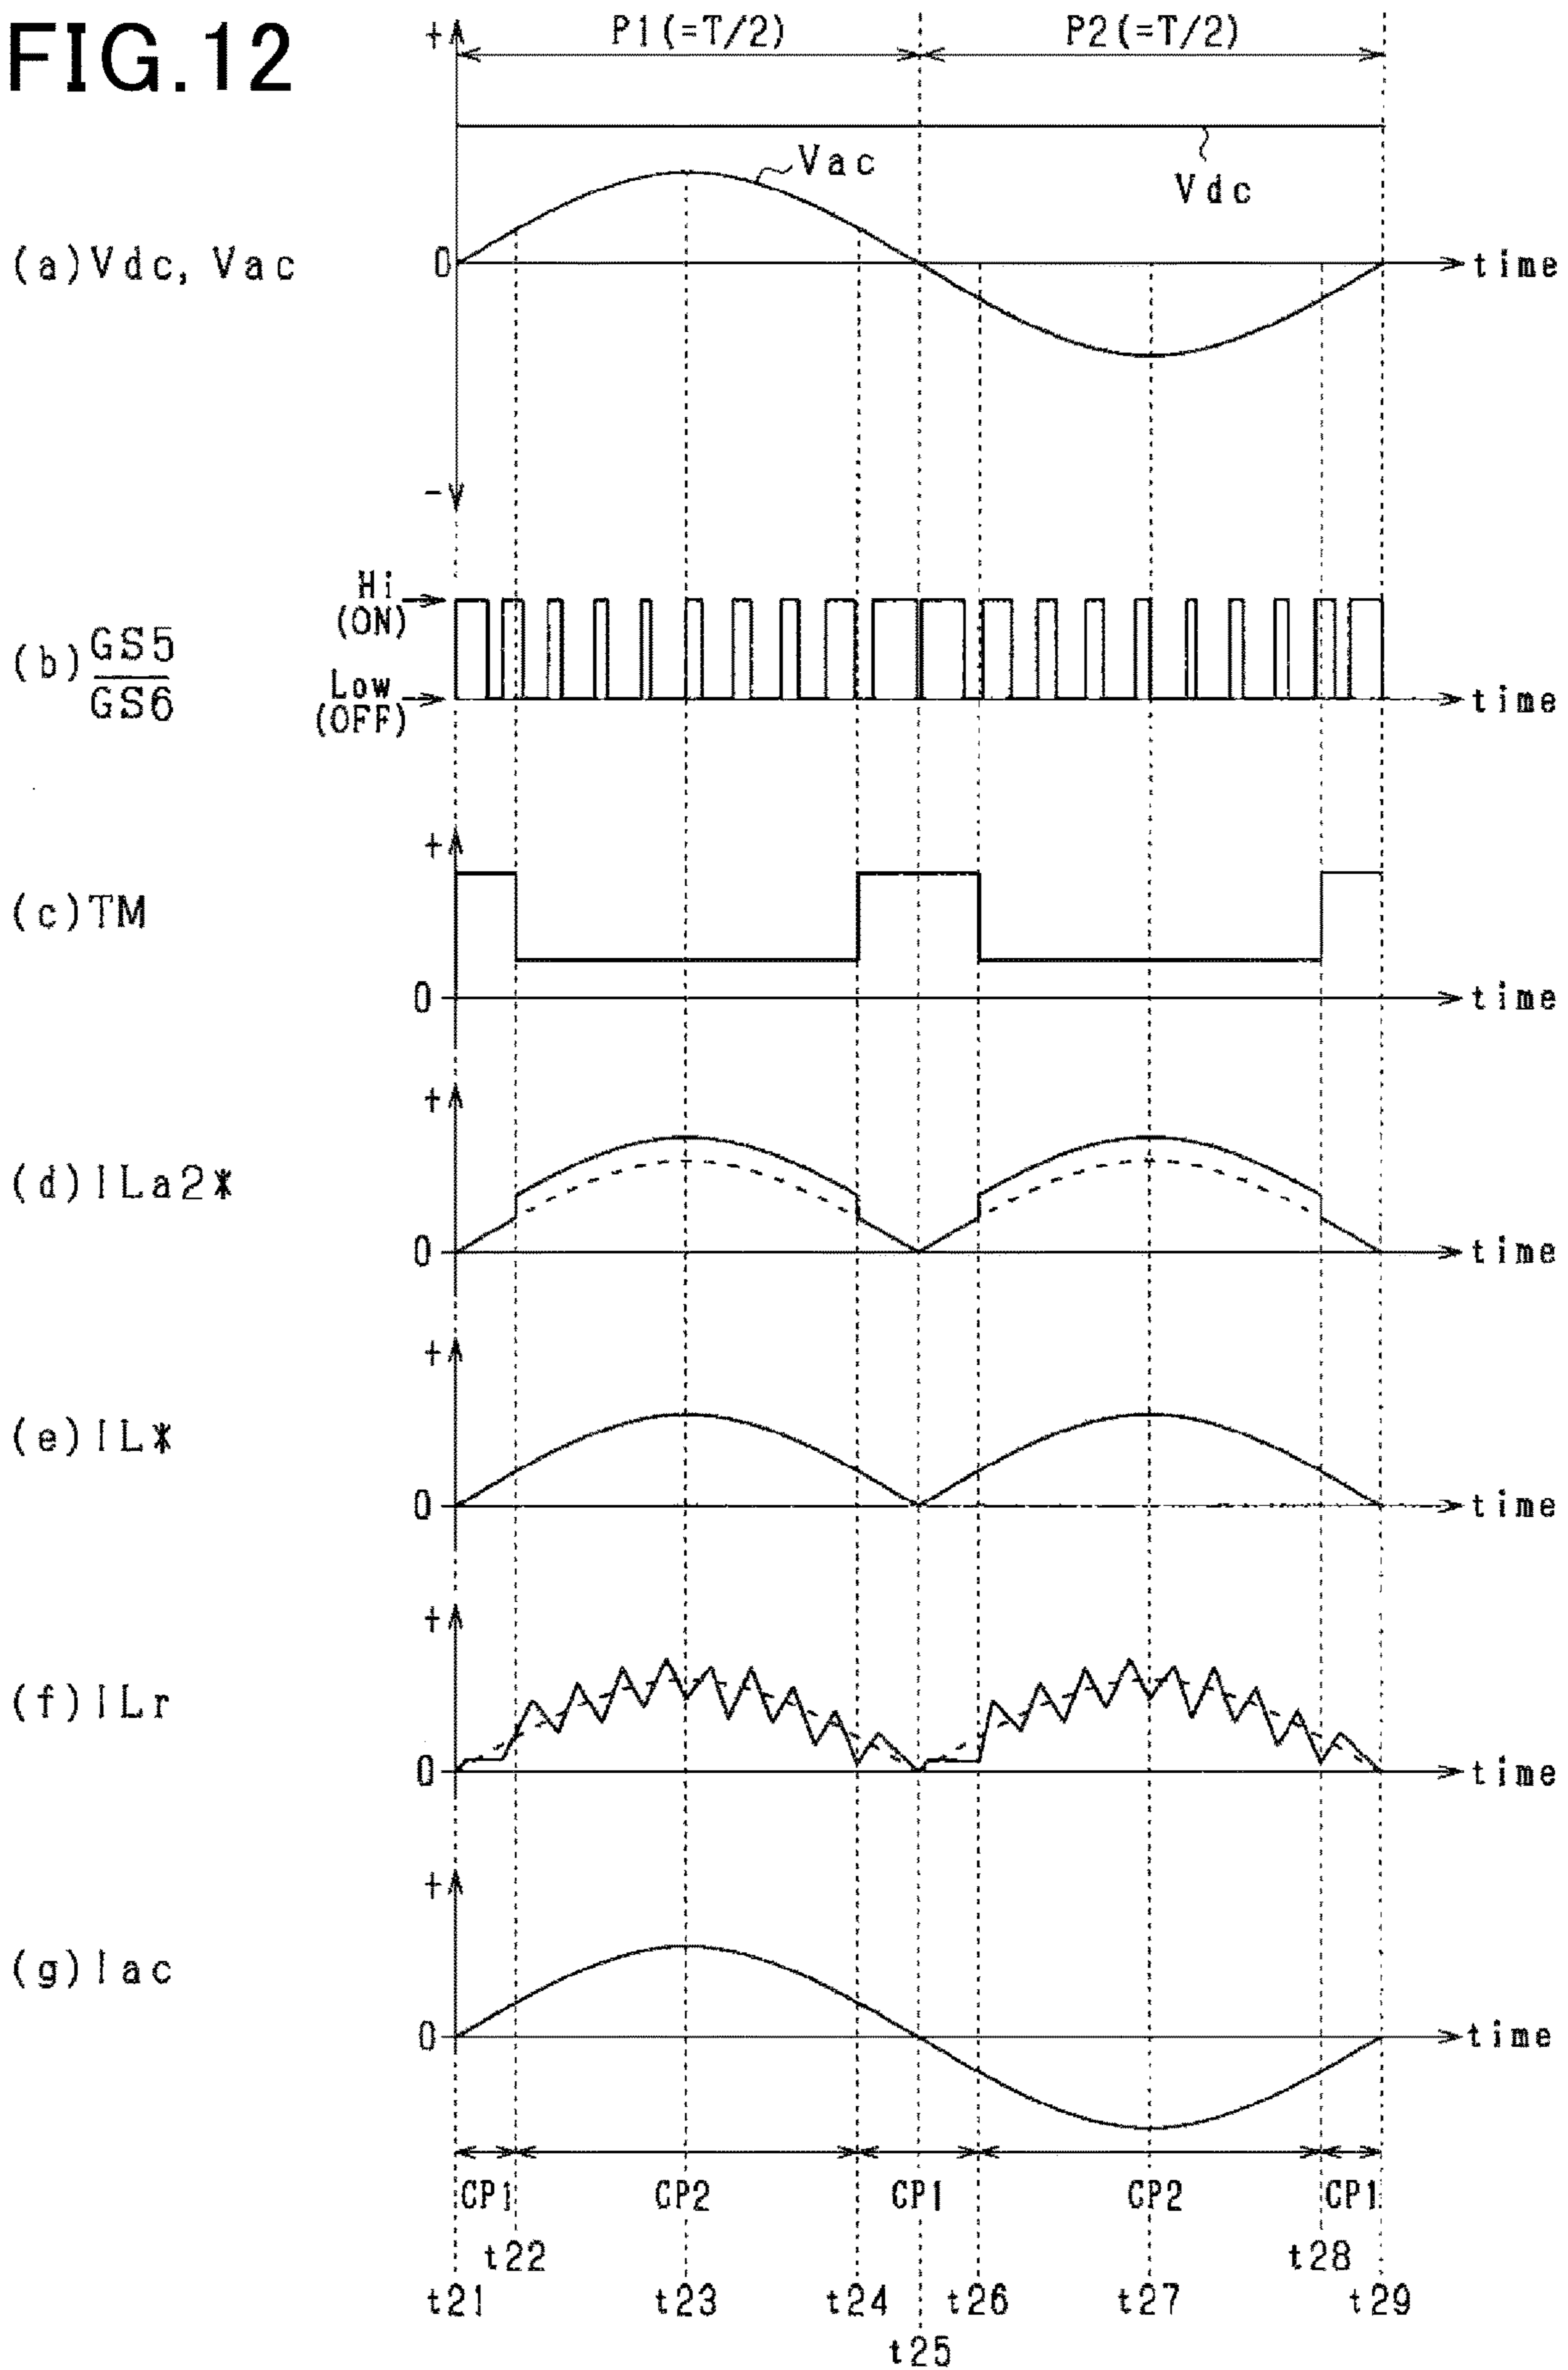 FIG.12
P1(=T/2) P2(=T/2)
+
Vac
Vdc
(a)Vdc, Vac
0
time
-
Hi
(ON)
(b) GS5
GS6
Low
(OFF)
time
+
(c)TM
0
time
+
(d)ILa2*
0
time
+
(e)IL*
0
time
+
(f)ILr
0
time
+
(g)Iac
0
time
CP1 CP2 CP1 CP2 CP1
t22 t28
t21 t23 t24 t26 t27 t29
t25